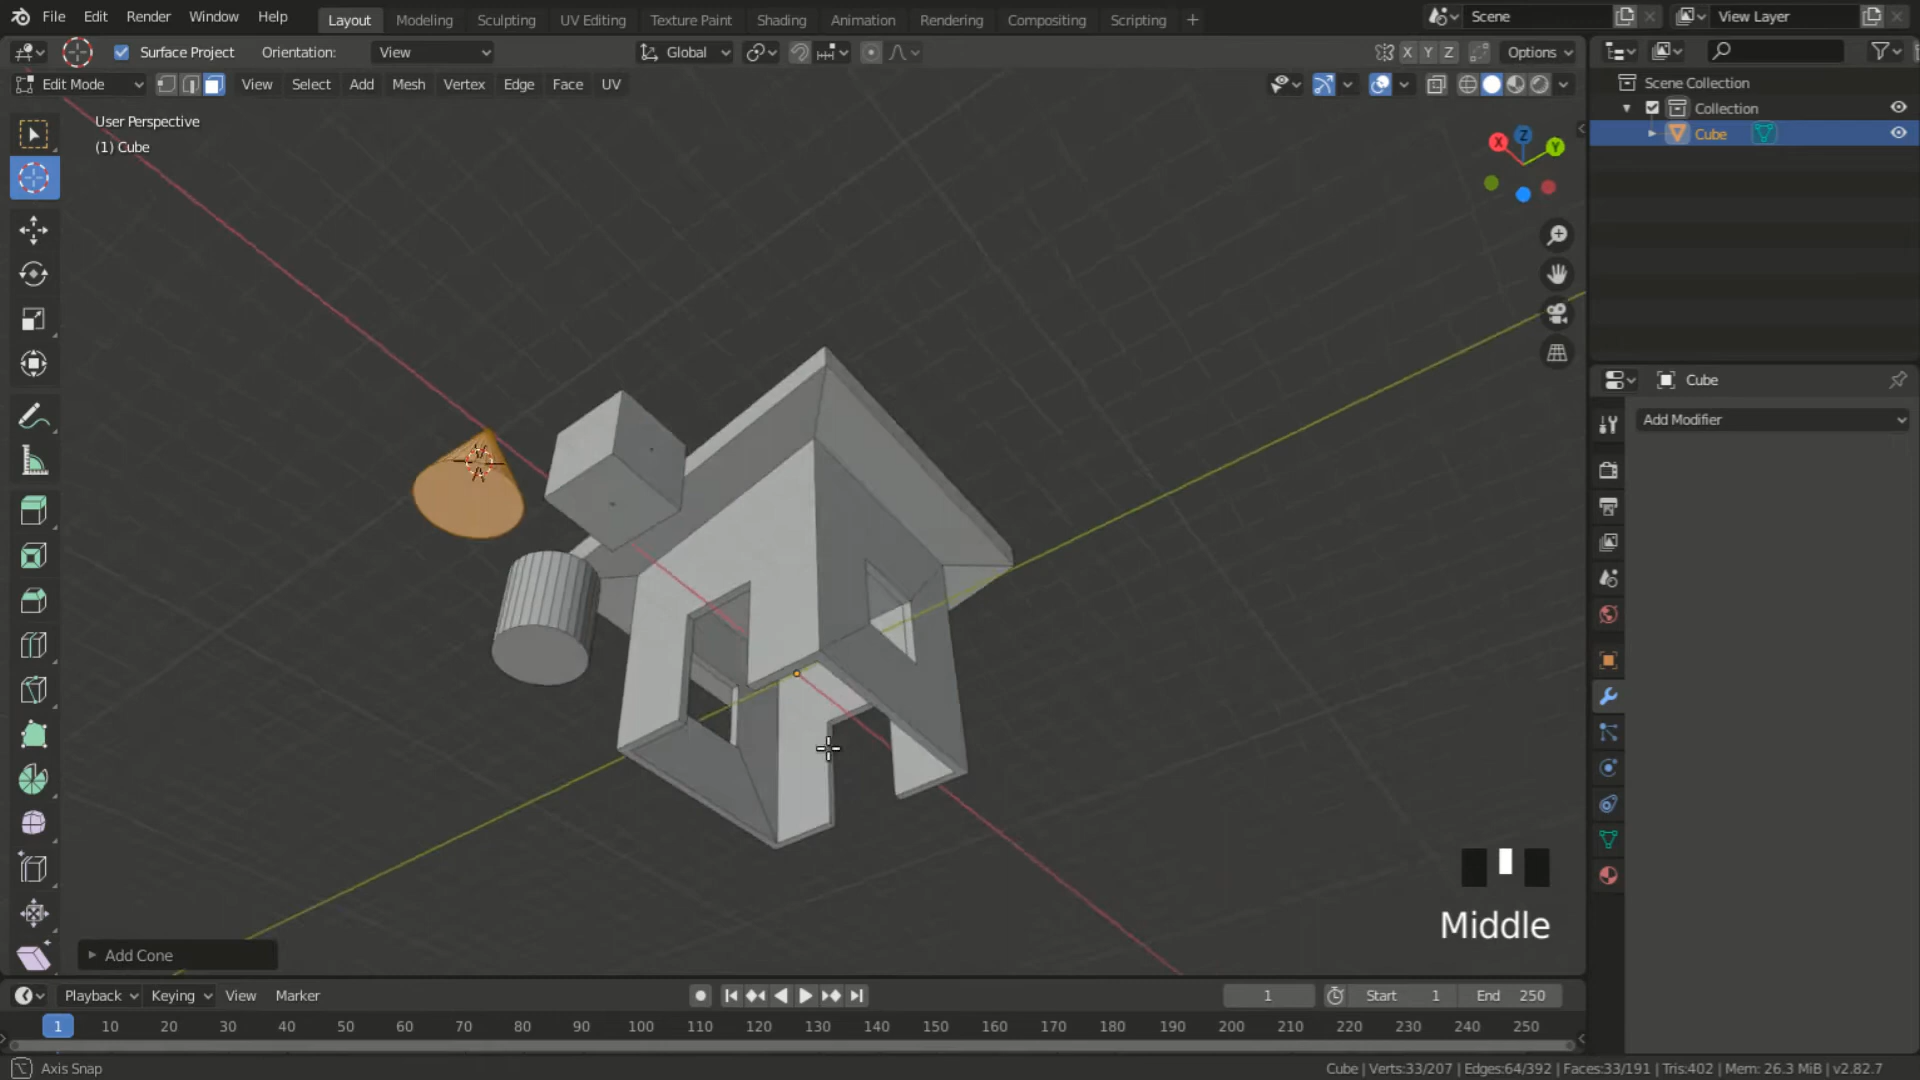 File Edit Render Window Help Layout Modeling Sculpting UV Editing Texture Paint Shading Animation Rendering Compositing Scripting + Scene View Layer
Surface Project Orientation: View Global X Y Z Options
Edit Mode View Select Add Mesh Vertex Edge Face UV
Scene Collection
Collection
Cube
User Perspective
(1) Cube
X Z Y
Cube
Add Modifier
Middle
Add Cone
Playback Keying View Marker 1 Start 1 End 250
1 10 20 30 40 50 60 70 80 90 100 110 120 130 140 150 160 170 180 190 200 210 220 230 240 250
Axis Snap Cube | Verts:33/207 | Edges:64/392 | Faces:33/191 | Tris:402 | Mem: 26.3 MiB | v2.82.7